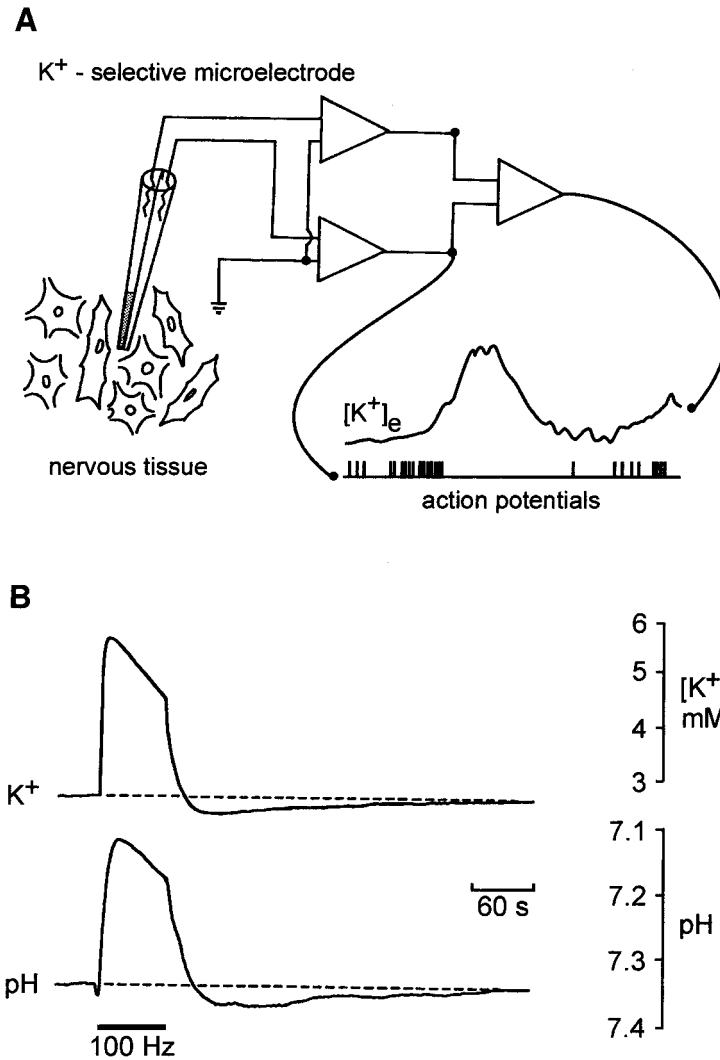 A
K+ - selective microelectrode
[K+]e
nervous tissue
action potentials
B
6
5
[K+
4
mM
3
K+
7.1
7.2
60 s
pH
7.3
pH
7.4
100 Hz